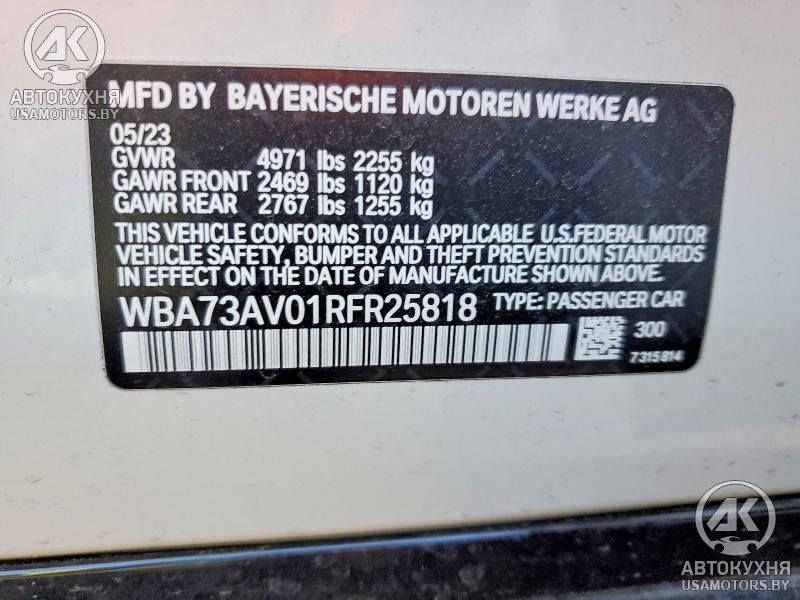 АВТОКУХНЯ
USAMOTORS.BY
MFD BY BAYERISCHE MOTOREN WERKE AG
05/23
GVWR 4971 lbs 2255 kg
GAWR FRONT 2469 lbs 1120 kg
GAWR REAR 2767 lbs 1255 kg
THIS VEHICLE CONFORMS TO ALL APPLICABLE U.S.FEDERAL MOTOR
VEHICLE SAFETY, BUMPER AND THEFT PREVENTION STANDARDS
IN EFFECT ON THE DATE OF MANUFACTURE SHOWN ABOVE.
WBA73AV01RFR25818 TYPE: PASSENGER CAR
300
7315814
АВТОКУХНЯ
USAMOTORS.BY